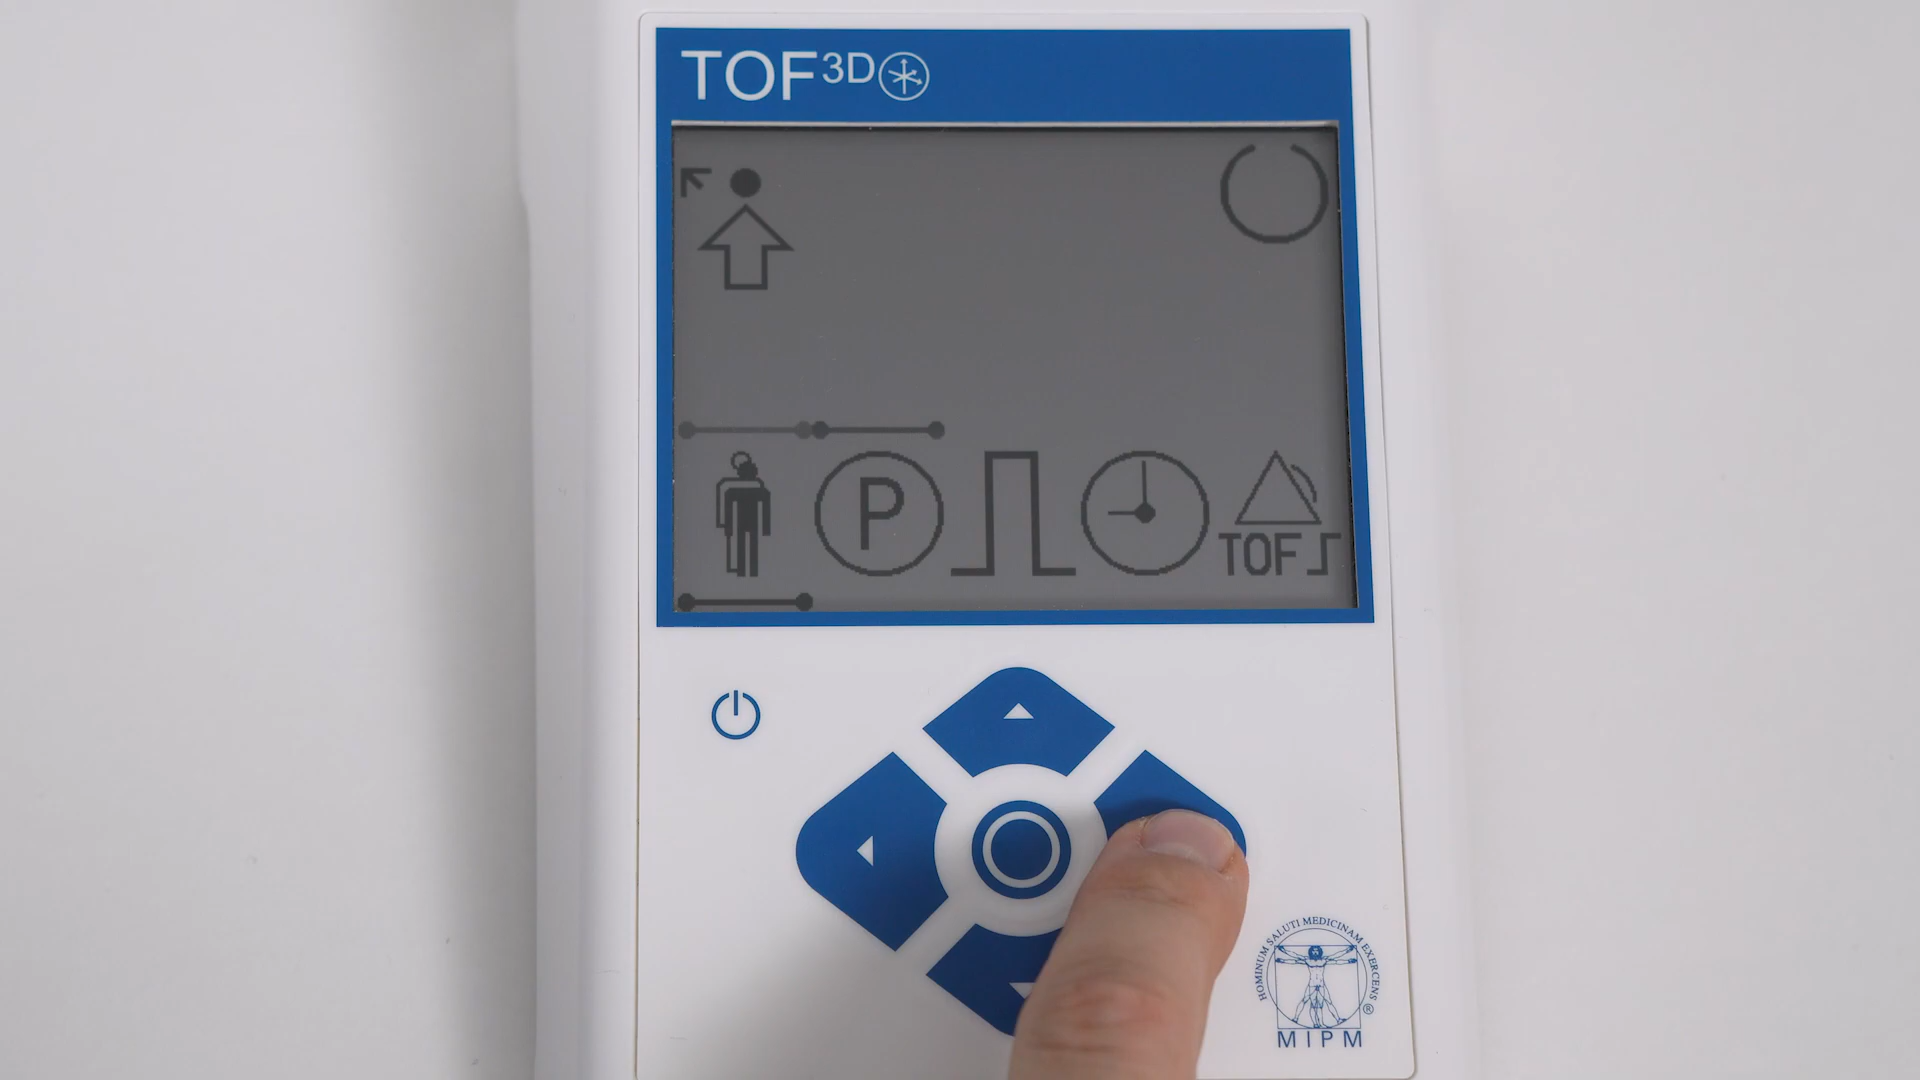 TOF3D
P
TOF
HOMINUM SALUTI MEDICINAM EXERCENS
®
MIPM